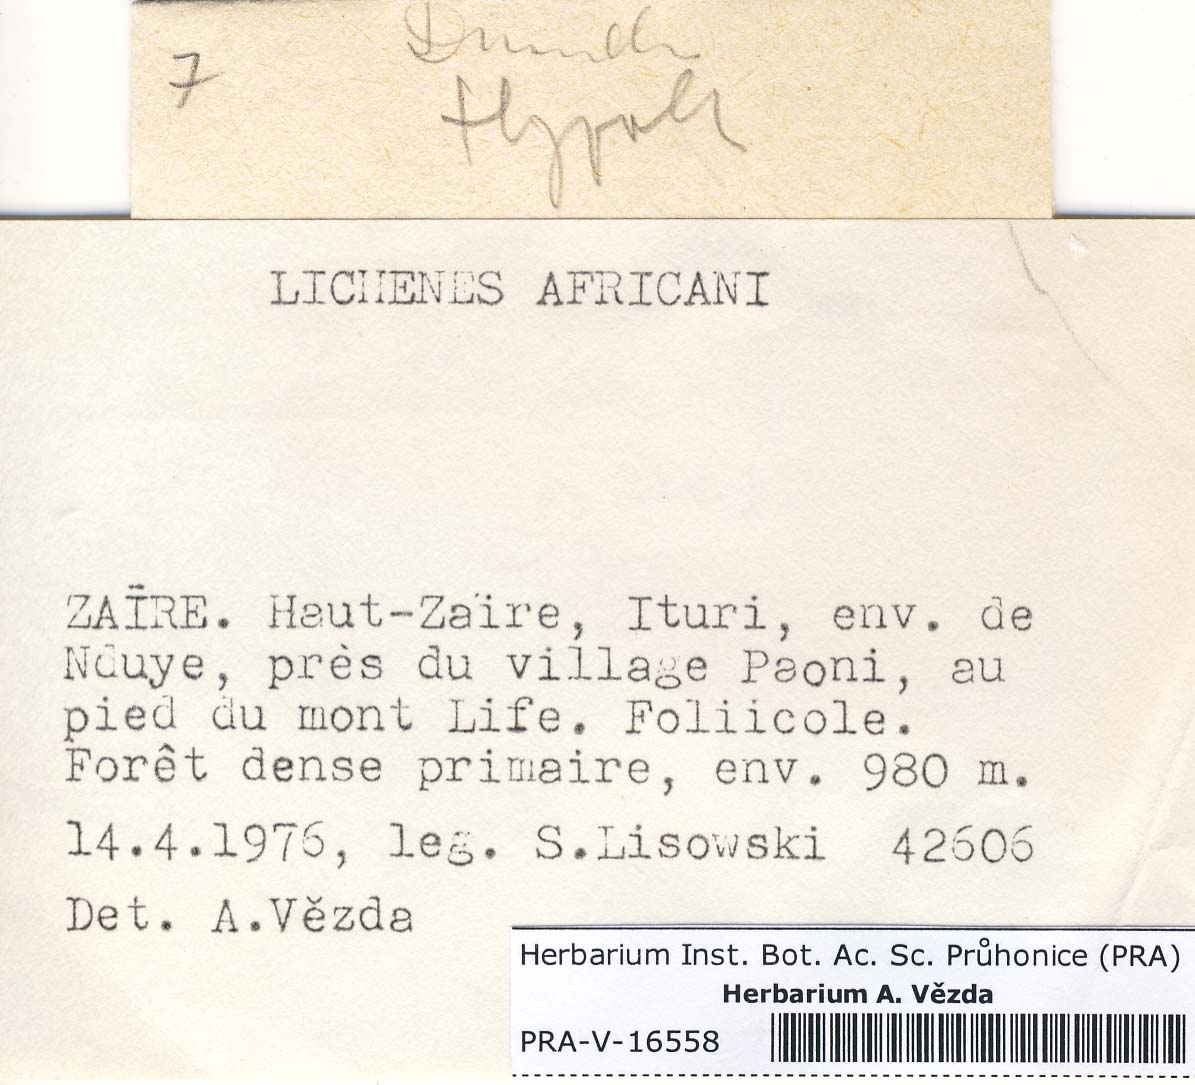 7
LICHENES AFRICANI
ZAÏRE. Haut-Zaïre, Ituri, env. de
Nduye, près du village Paoni, au
pied du mont Life. Foliicole.
Forêt dense primaire, env. 980 m.
14.4.1976, leg. S.Lisowski 42606
Det. A.Vězda
Herbarium Inst. Bot. Ac. Sc. Průhonice (PRA)
Herbarium A. Vězda
PRA-V-16558